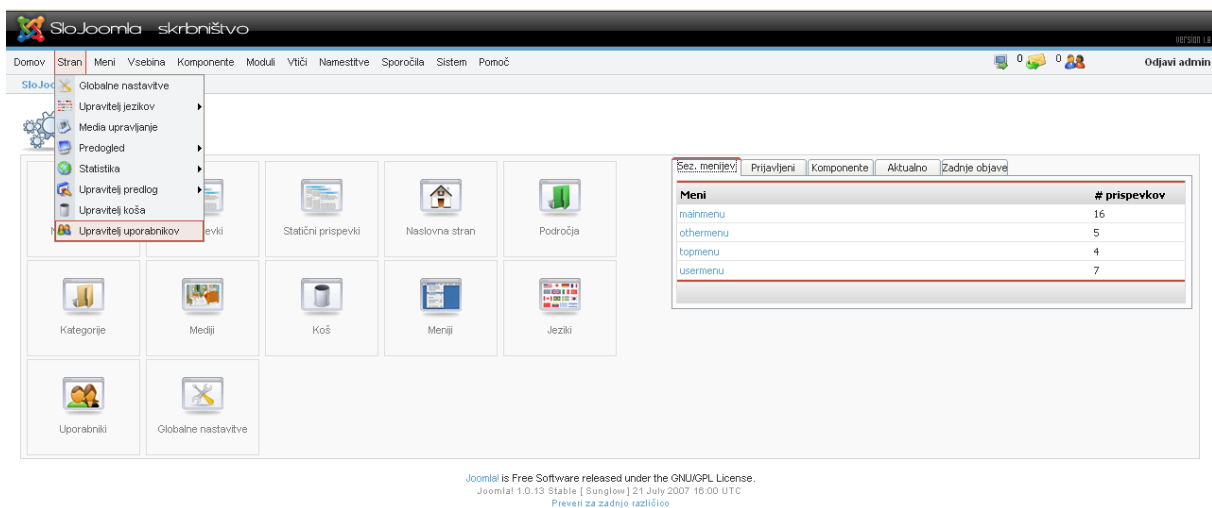 SloJoomla skrbništvo
version 1.0
Domov Stran Meni Vsebina Komponente Moduli Vtiči Namestitve Sporočila Sistem Pomoč 0 0 Odjavi admin
Globalne nastavitve
Upravitelj jezikov
Media upravljanje
Predogled
Statistika
Upravitelj predlog
Upravitelj koša
Upravitelj uporabnikov
Statični prispevki Naslovna stran Področja
Kategorije Mediji Koš Meniji Jeziki
Uporabniki Globalne nastavitve
Sez. menijev Prijavljeni Komponente Aktualno Zadnje objave
Meni # prispevkov
mainmenu 16
othermenu 5
topmenu 4
usermenu 7
Joomla! is Free Software released under the GNU/GPL License.
Joomla! 1.0.13 Stable [ Sunglow ] 21 July 2007 16:00 UTC
Preveri za zadnjo različico